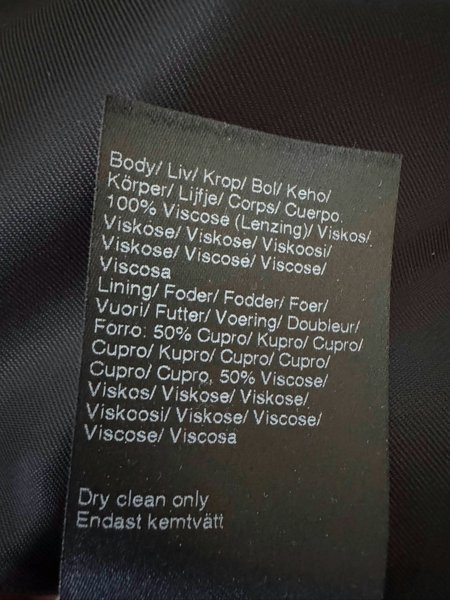 Body/ Liv/ Krop/ Bol/ Keho/
Körper/ Lijfje/ Corps/ Cuerpo,
100% Viscose (Lenzing)/ Viskos/
Viskose/ Viskose/ Viskoosi/
Viskose/ Viscose/ Viscose/
Viscosa
Lining/ Foder/ Fodder/ Foer/
Vuori/ Futter/ Voering/ Doubleur/
Forro: 50% Cupro/ Kupro/ Cupro/
Cupro/ Kupro/ Cupro/ Cupro/
Cupro/ Cupro, 50% Viscose/
Viskos/ Viskose/ Viskose/
Viskoosi/ Viskose/ Viscose/
Viscose/ Viscosa
Dry clean only
Endast kemtvätt